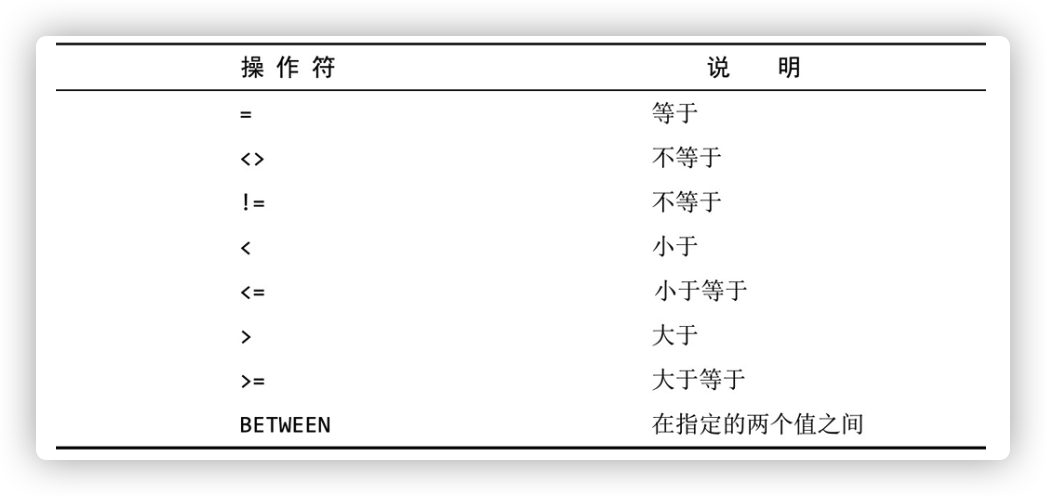 操作符 说明
= 等于
<> 不等于
!= 不等于
< 小于
<= 小于等于
> 大于
>= 大于等于
BETWEEN 在指定的两个值之间